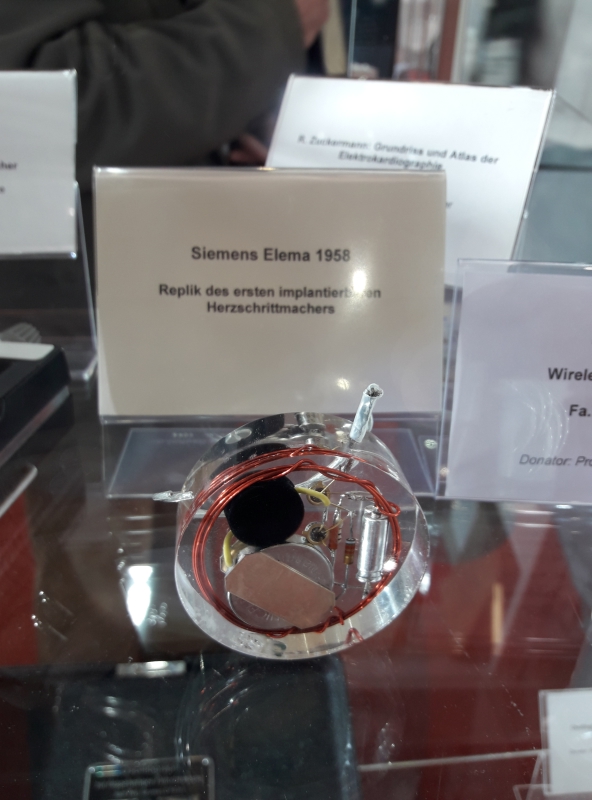 R. Zuckermann: Grundriss und Atlas der
Elektrokardiographie
Siemens Elema 1958
Replik des ersten implantierbaren
Herzschrittmachers
Fa.
Donator: